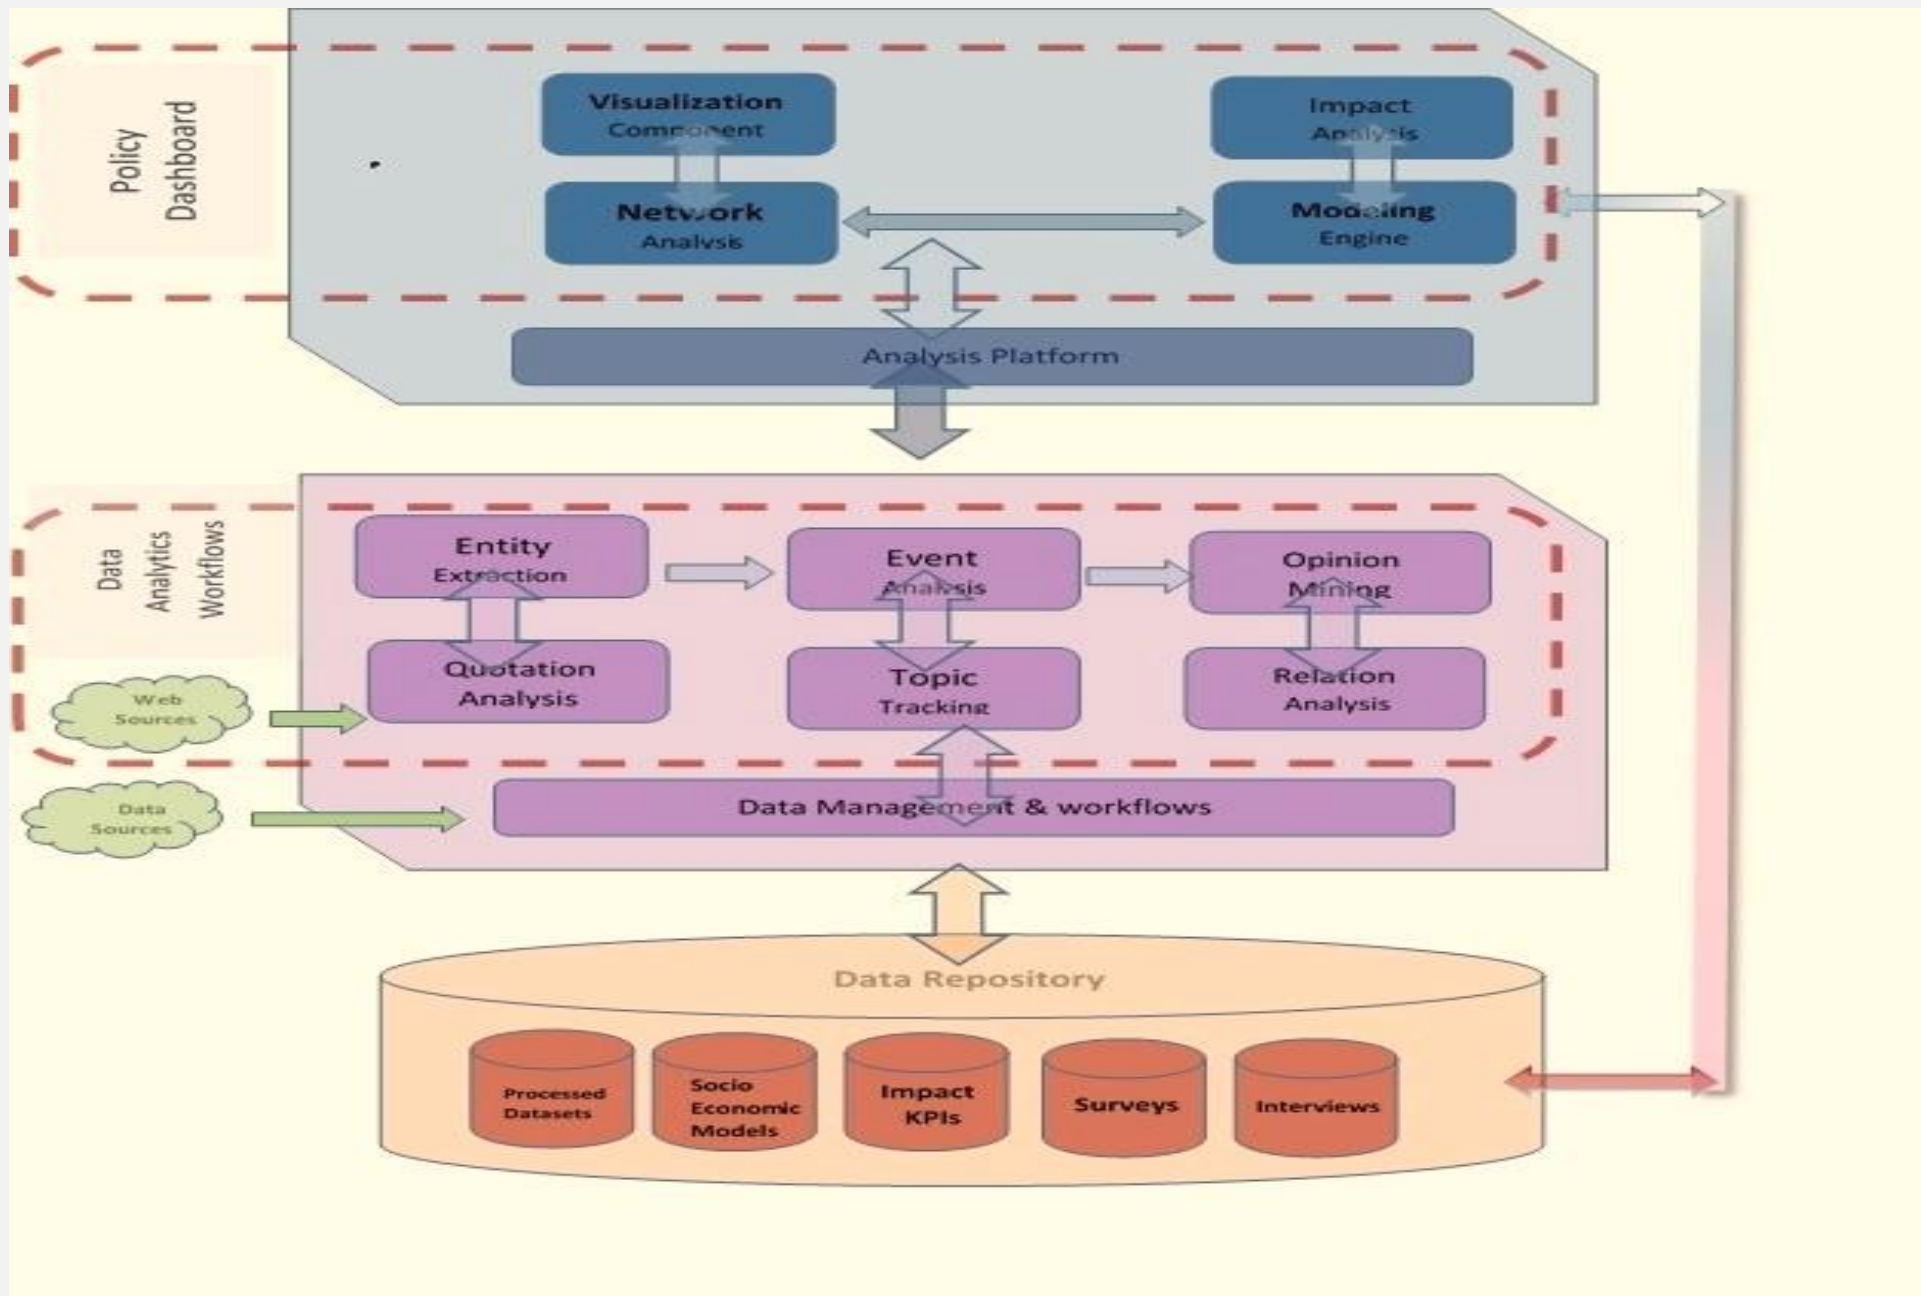 Policy
Dashboard
Visualization
Component
Impact
Analysis
Network
Analysis
Modeling
Engine
Analysis Platform
Data
Analytics
Workflows
Entity
Extraction
Event
Analysis
Opinion
Mining
Quotation
Analysis
Topic
Tracking
Relation
Analysis
Web
Sources
Data
Sources
Data Management & workflows
Data Repository
Processed
Datasets
Socio
Economic
Models
Impact
KPIs
Surveys
Interviews